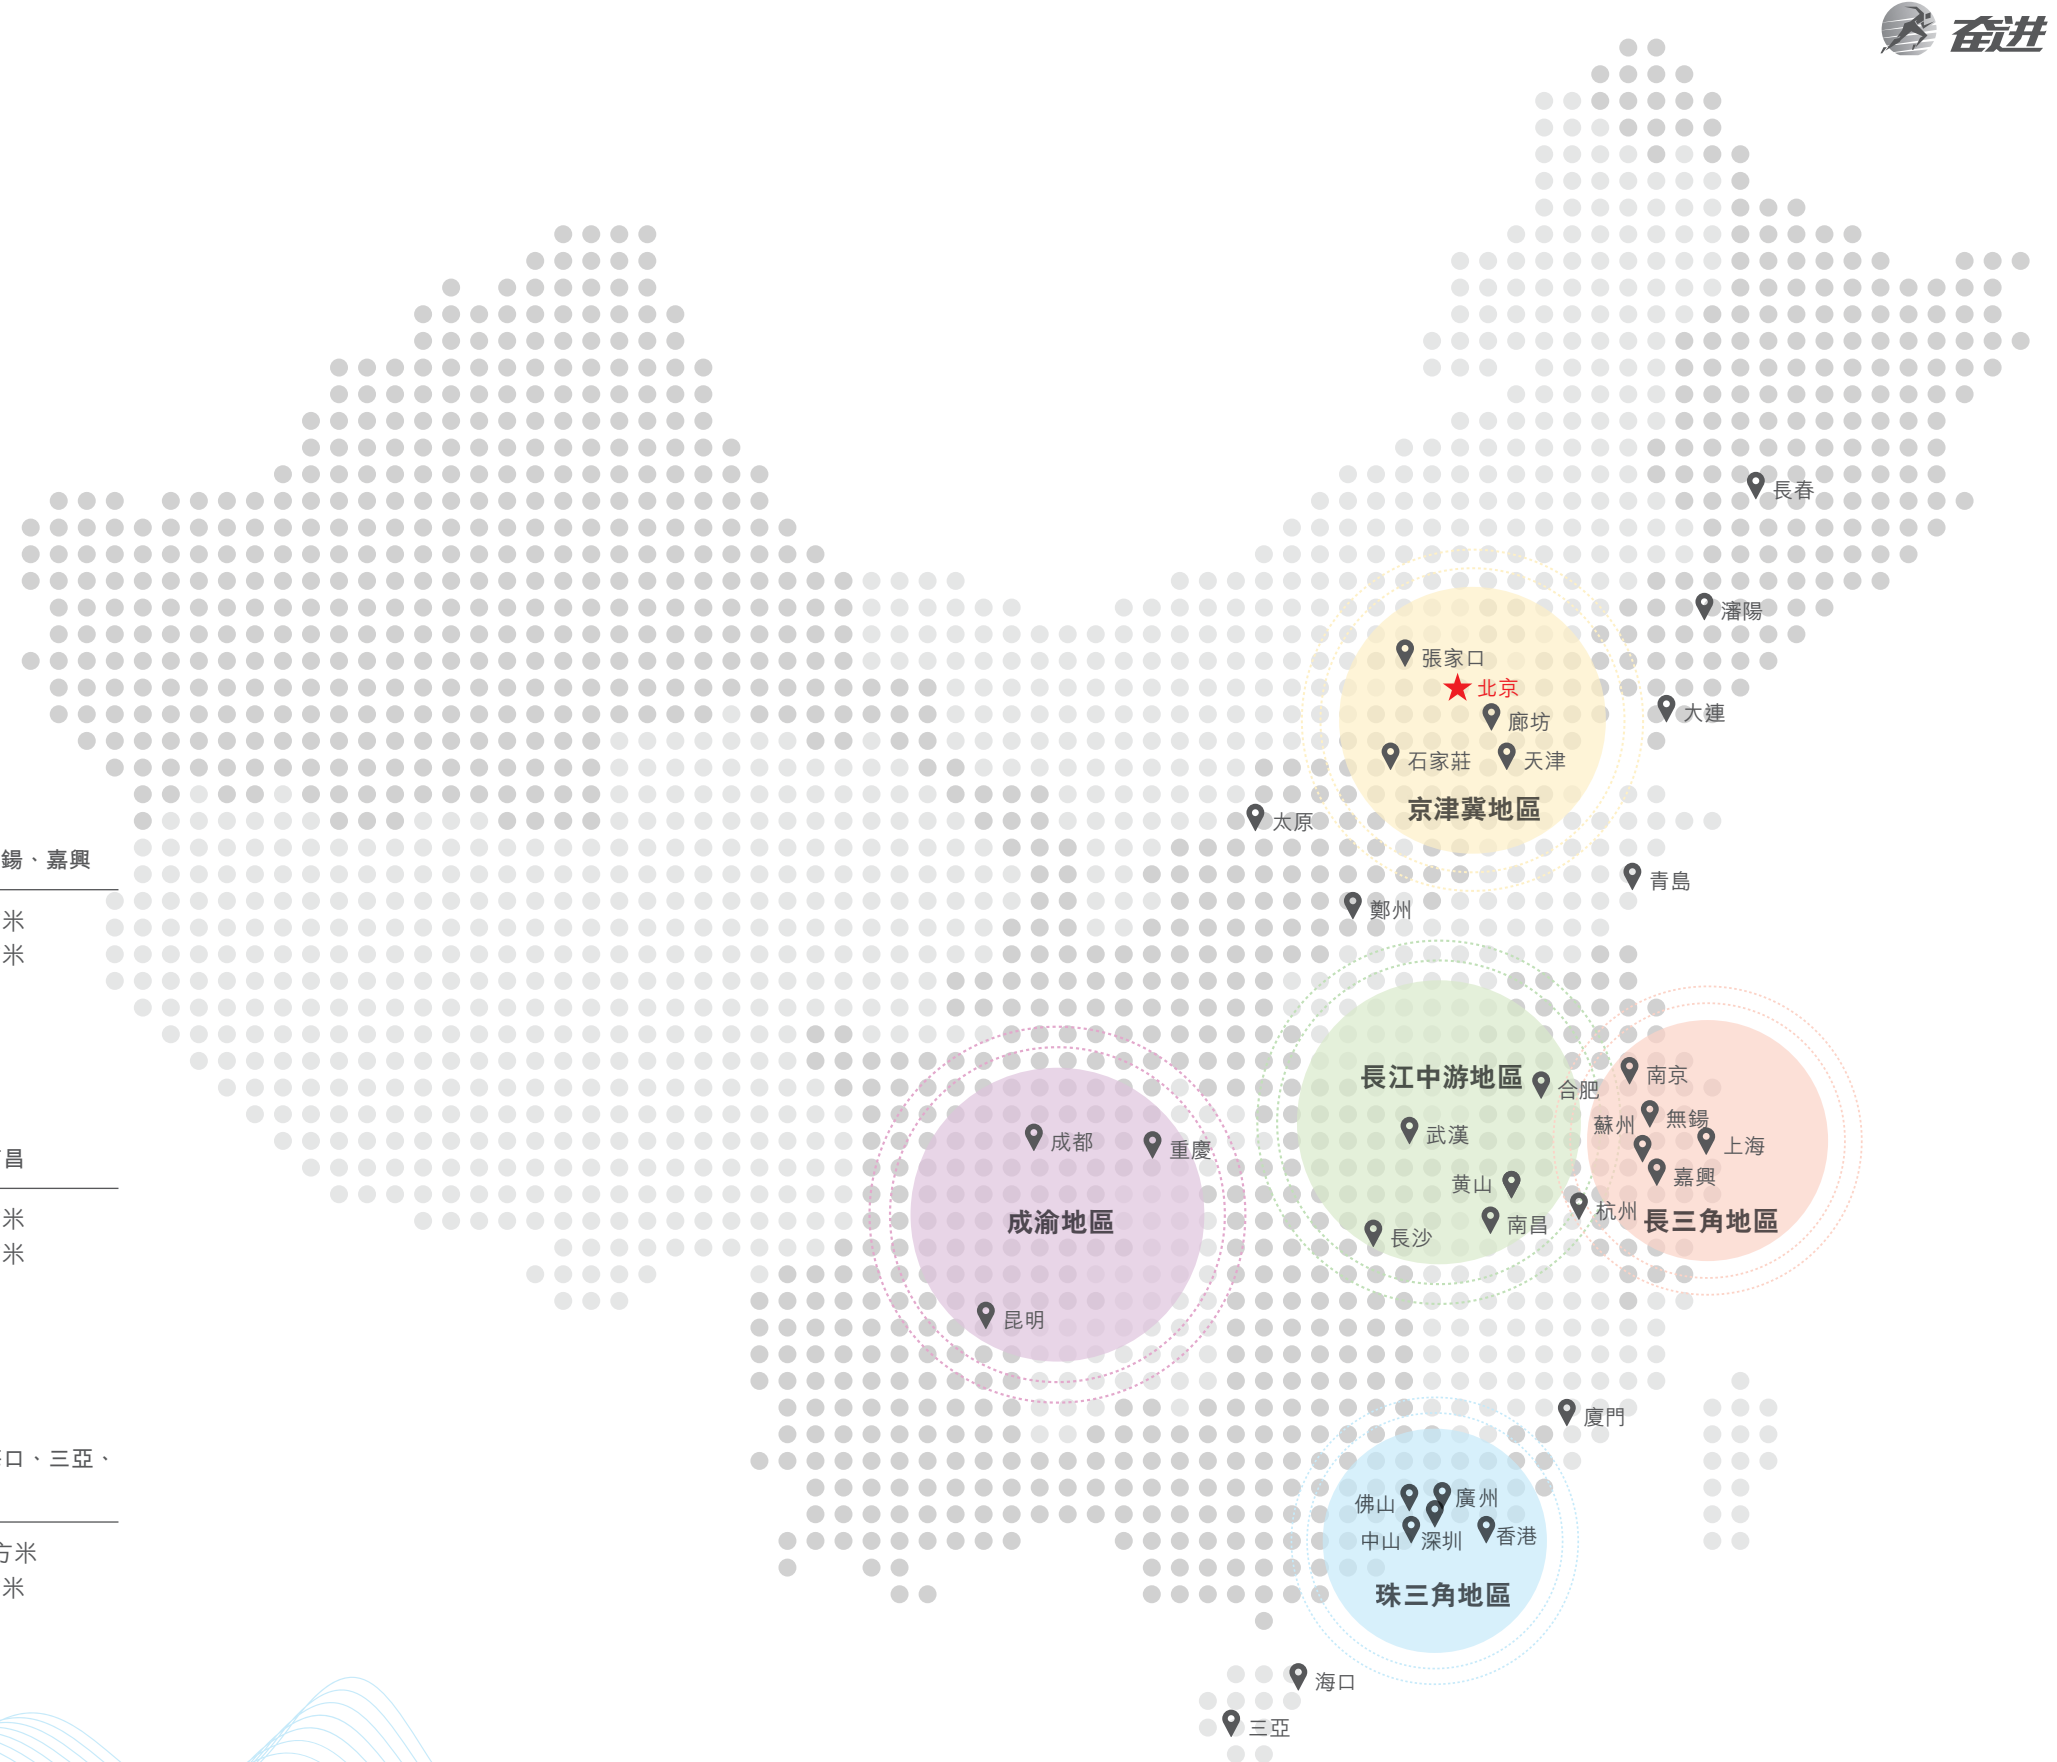 奋进
長春
瀋陽
張家口
北京
廊坊
大連
石家莊
天津
京津冀地區
太原
鍚、嘉興
青島
鄭州
米
米
長江中游地區
南京
合肥
無鍚
蘇州
武漢
成都
上海
重慶
昌
嘉興
黄山
杭州
米
成渝地區
長三角地區
南昌
長沙
米
昆明
廈門
口、三亞、
廣州
佛山
香港
中山
深圳
方米
米
珠三角地區
海口
三亞